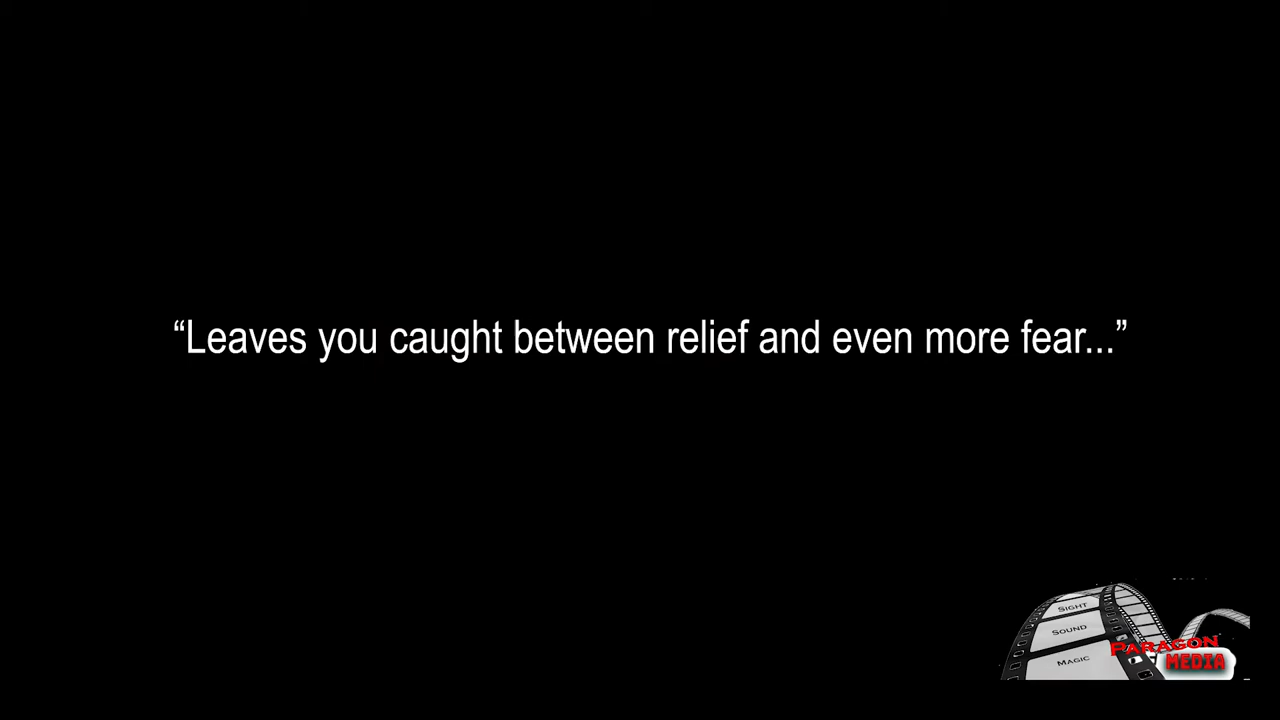 “Leaves you caught between relief and even more fear...”
SIGHT
SOUND
MAGIC
PARAGON
MEDIA